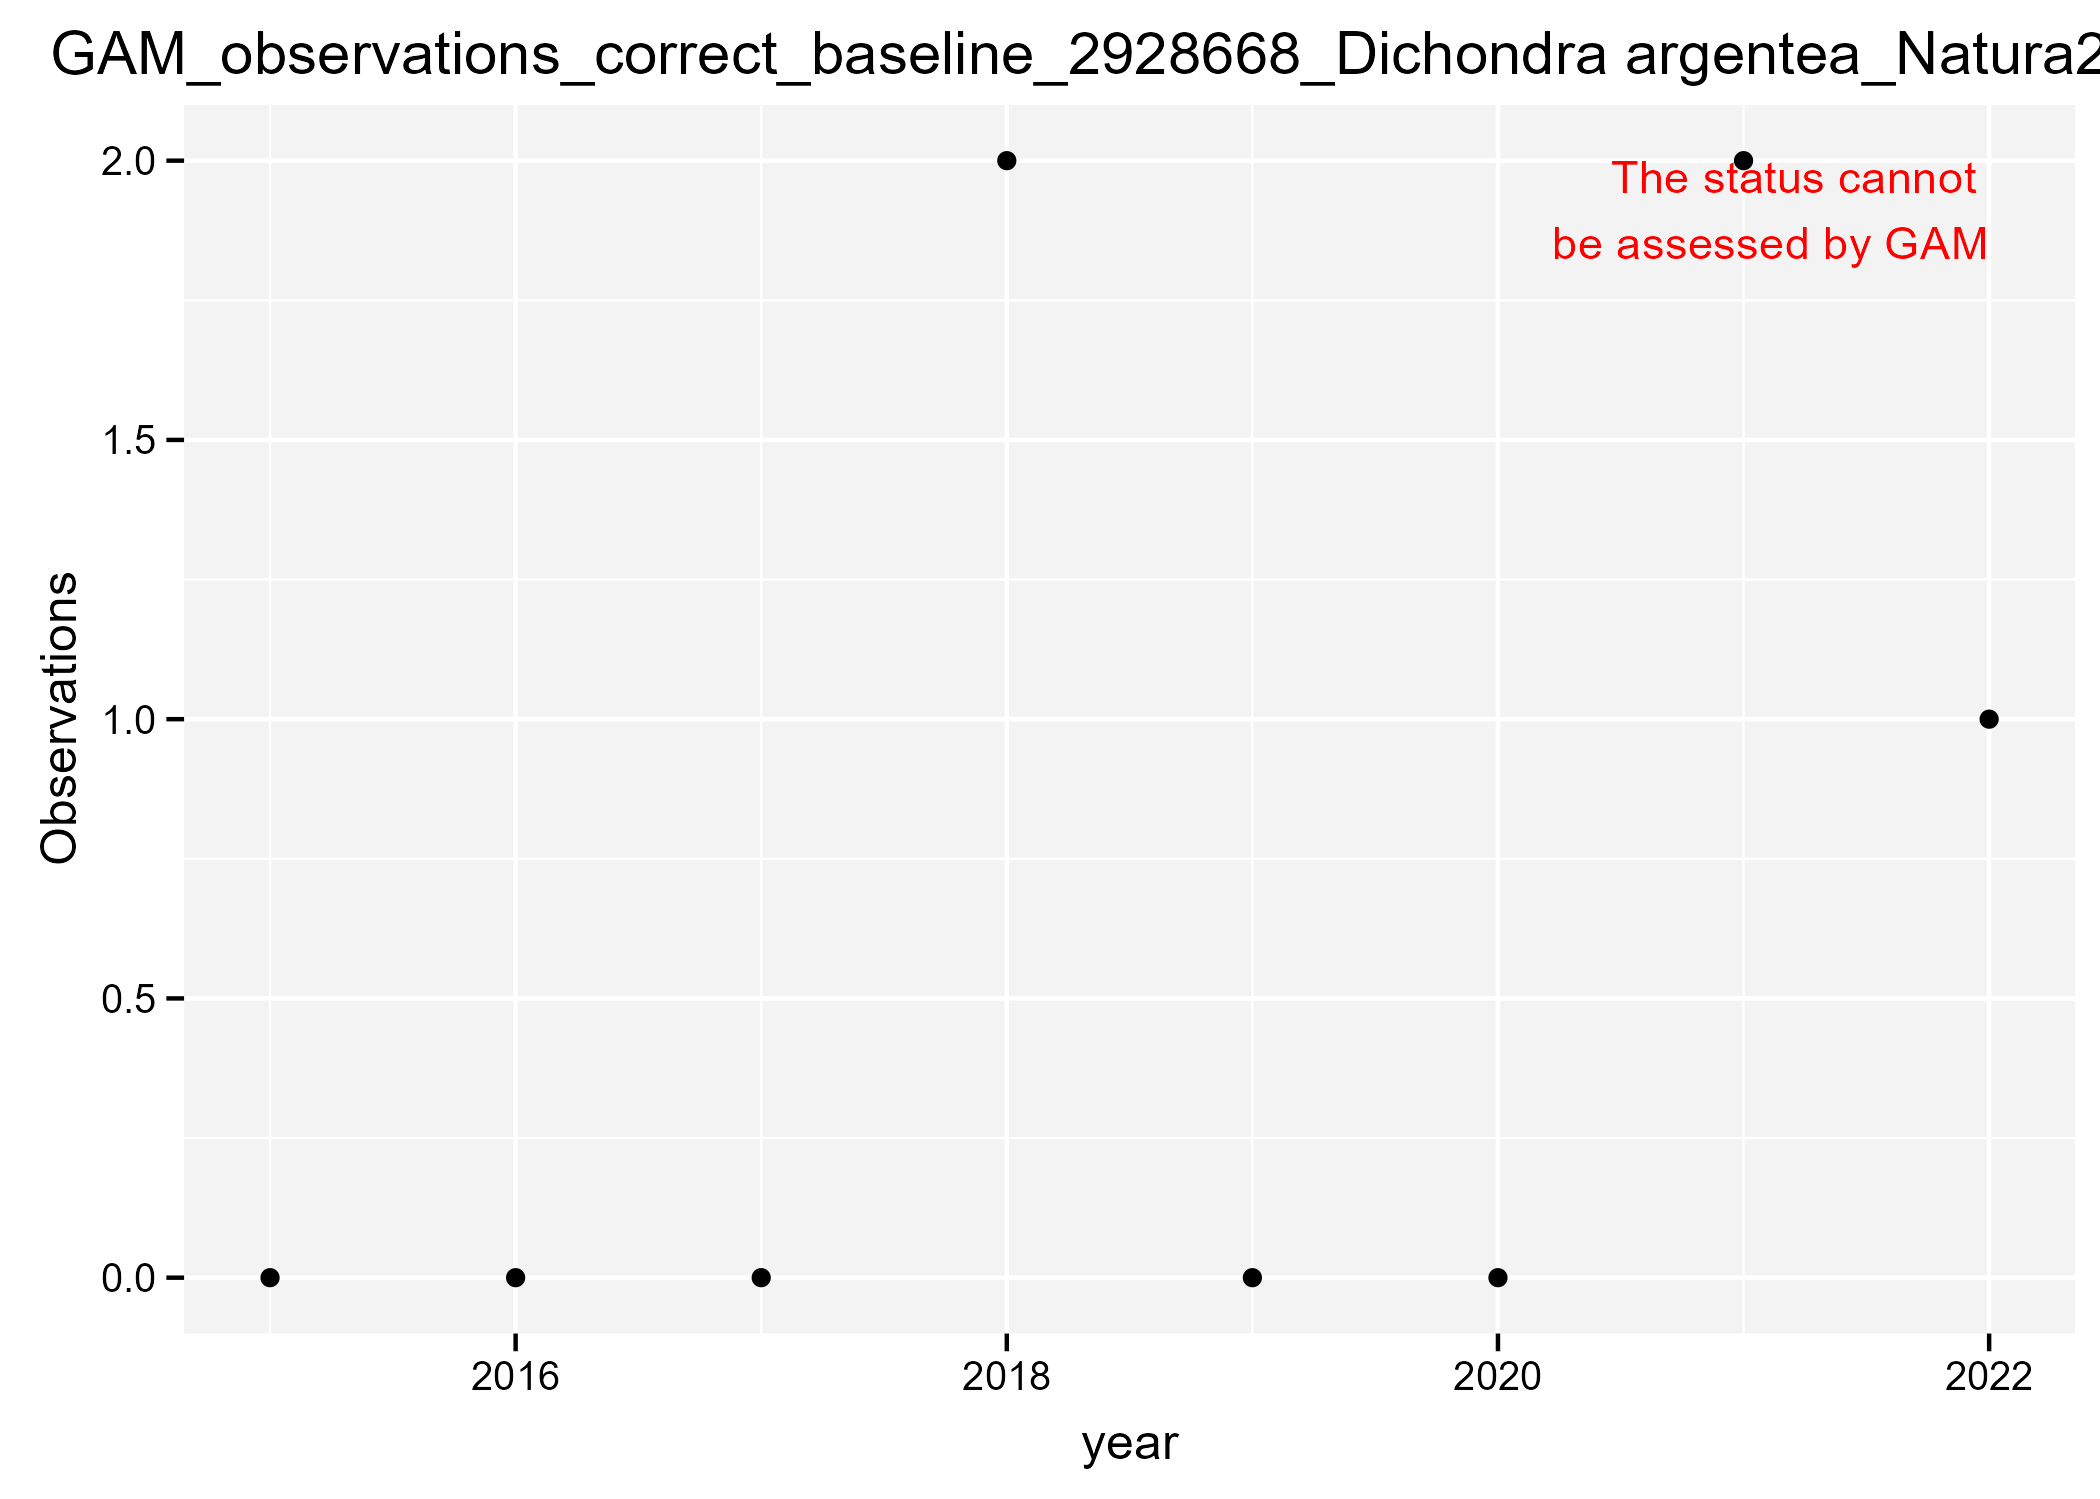 GAM_observations_correct_baseline_2928668_Dichondra argentea_Natura2
2.0
The status cannot
be assessed by GAM
1.5
Observations
1.0
0.5
0.0
2016 2018 2020 2022
year